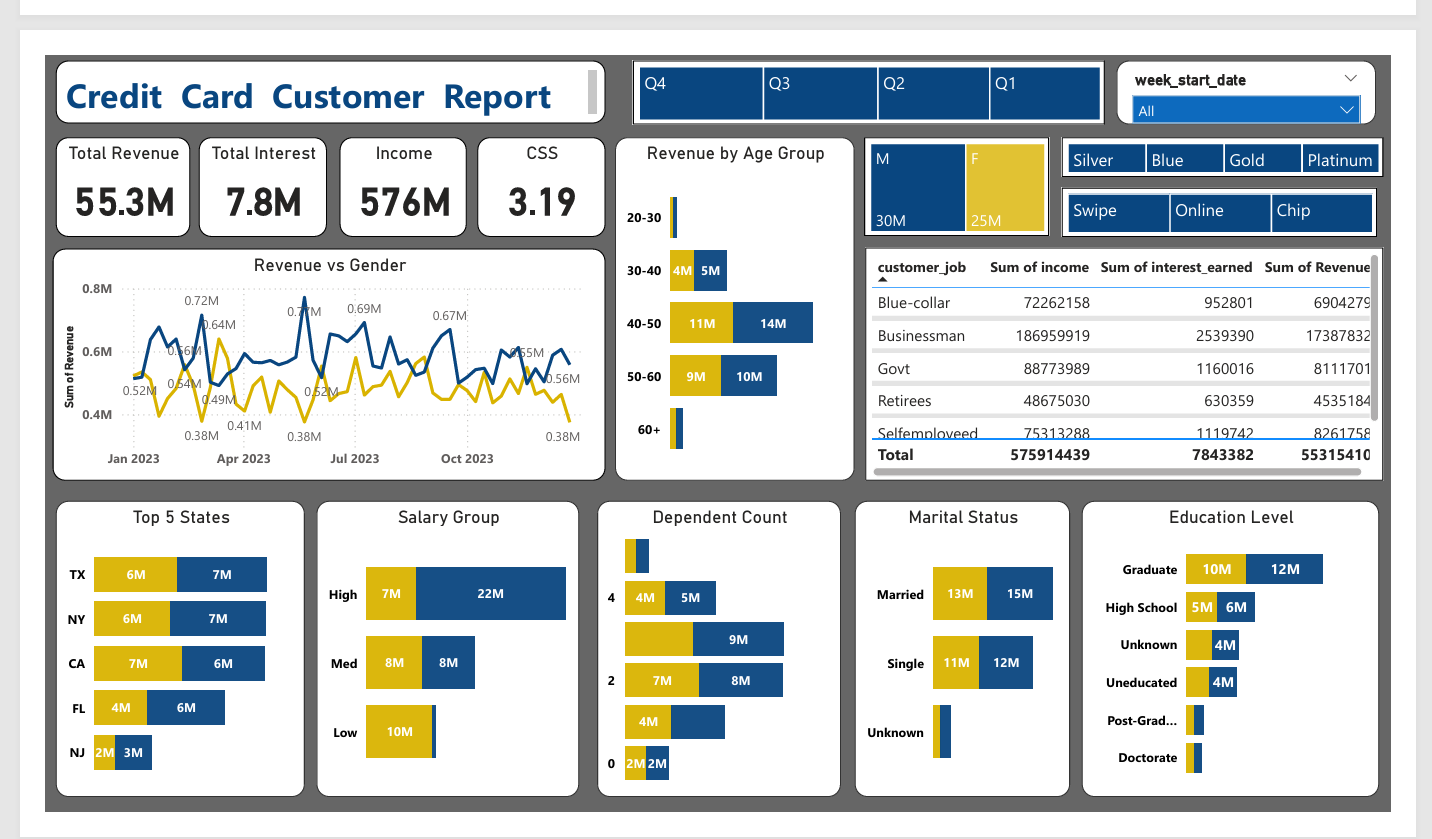 Credit Card Customer Report
Q4 Q3 Q2 Q1
week_start_date
All
Total Revenue
55.3M
Total Interest
7.8M
Income
576M
CSS
3.19
Revenue by Age Group
20-30
30-40 4M 5M
40-50 11M 14M
50-60 9M 10M
60+
M F
30M 25M
Silver Blue Gold Platinum
Swipe Online Chip
Revenue vs Gender
Sum of Revenue
0.8M
0.6M
0.4M
0.72M
0.77M
0.69M
0.64M
0.67M
0.56M
0.55M
0.54M
0.56M
0.52M
0.49M
0.52M
0.41M
0.38M
0.38M
0.38M
Jan 2023 Apr 2023 Jul 2023 Oct 2023
customer_job Sum of income Sum of interest_earned Sum of Revenue
Blue-collar 72262158 952801 6904279
Businessman 186959919 2539390 17387832
Govt 88773989 1160016 8111701
Retirees 48675030 630359 4535184
Selfemployeed 75313288 1119742 8261758
Total 575914439 7843382 55315410
Top 5 States
TX 6M 7M
NY 6M 7M
CA 7M 6M
FL 4M 6M
NJ 2M 3M
Salary Group
High 7M 22M
Med 8M 8M
Low 10M
Dependent Count
4 4M 5M
9M
2 7M 8M
4M
0 2M 2M
Marital Status
Married 13M 15M
Single 11M 12M
Unknown
Education Level
Graduate 10M 12M
High School 5M 6M
Unknown 4M
Uneducated 4M
Post-Grad...
Doctorate